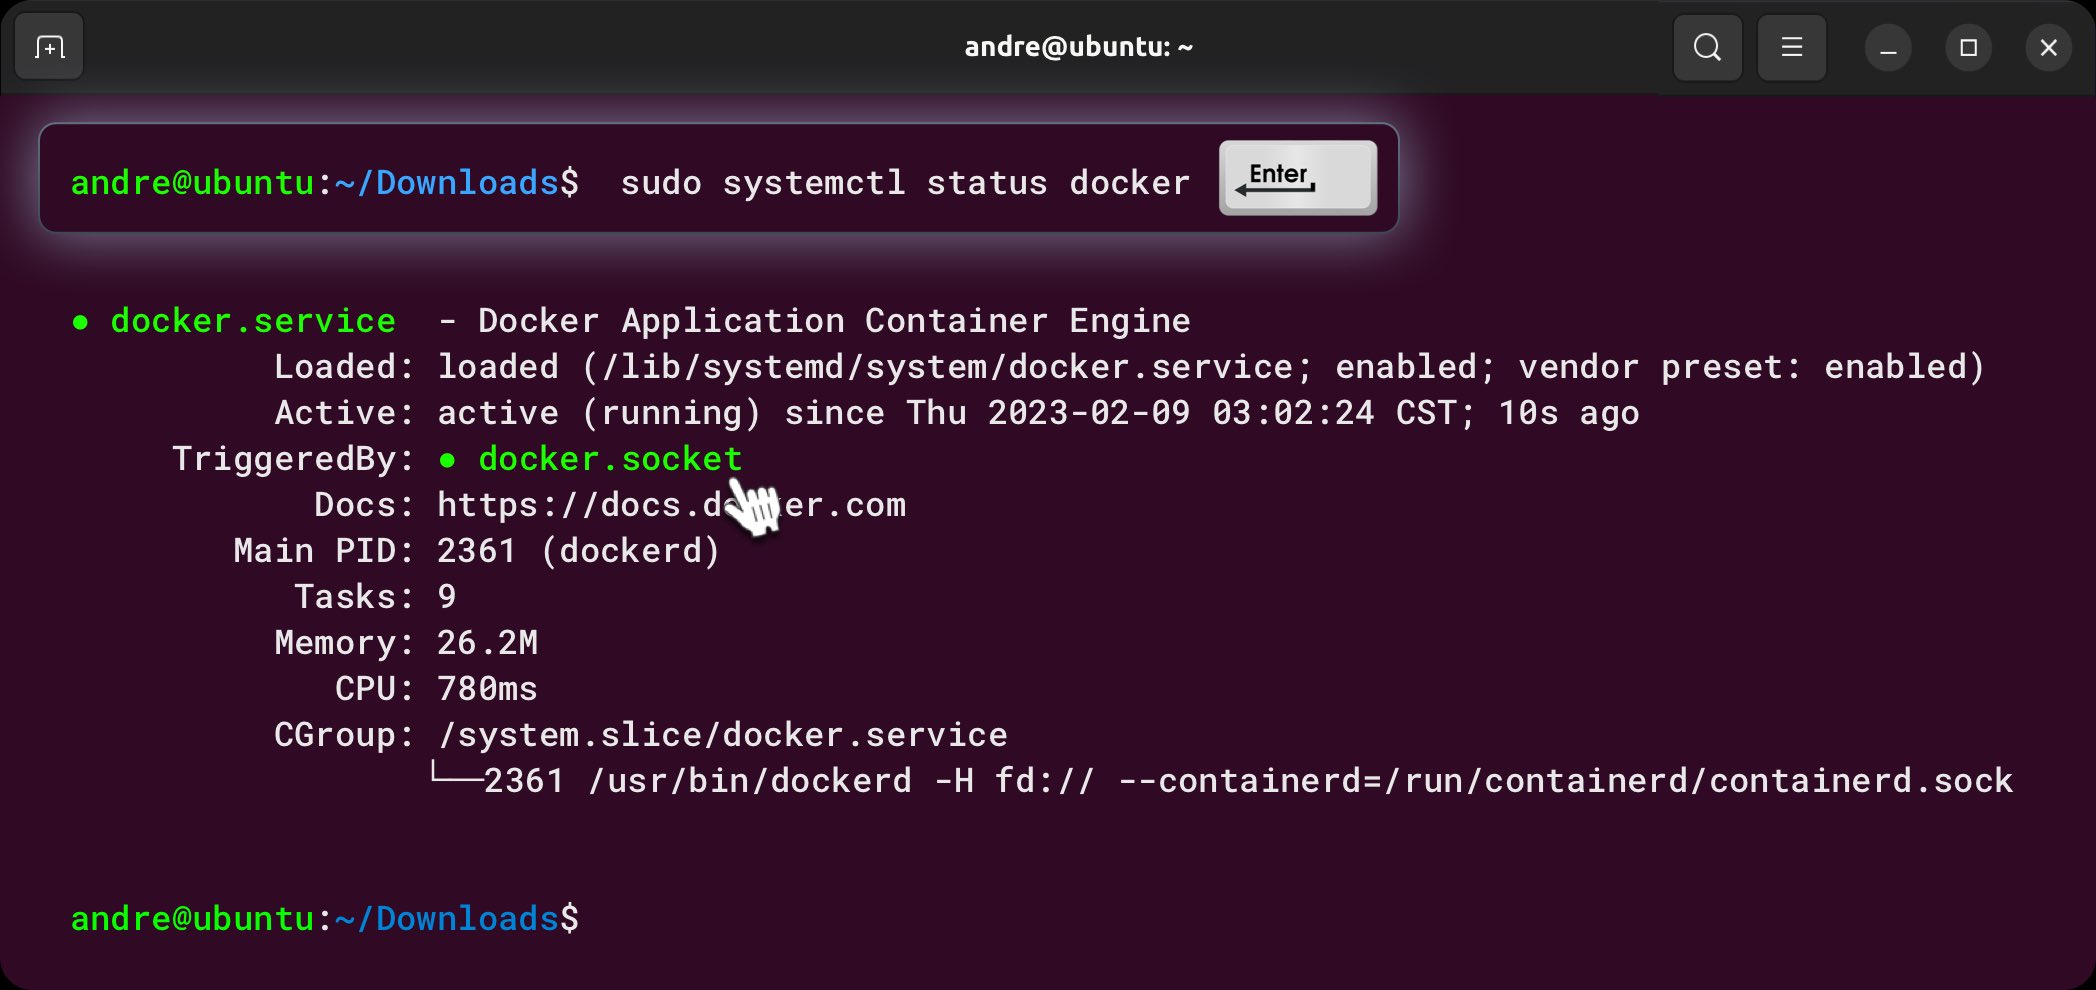 andre@ubuntu: ~
andre@ubuntu:~/Downloads$ sudo systemctl status docker Enter
● docker.service - Docker Application Container Engine
Loaded: loaded (/lib/systemd/system/docker.service; enabled; vendor preset: enabled)
Active: active (running) since Thu 2023-02-09 03:02:24 CST; 10s ago
TriggeredBy: ● docker.socket
Docs: https://docs.docker.com
Main PID: 2361 (dockerd)
Tasks: 9
Memory: 26.2M
CPU: 780ms
CGroup: /system.slice/docker.service
└──2361 /usr/bin/dockerd -H fd:// --containerd=/run/containerd/containerd.sock
andre@ubuntu:~/Downloads$